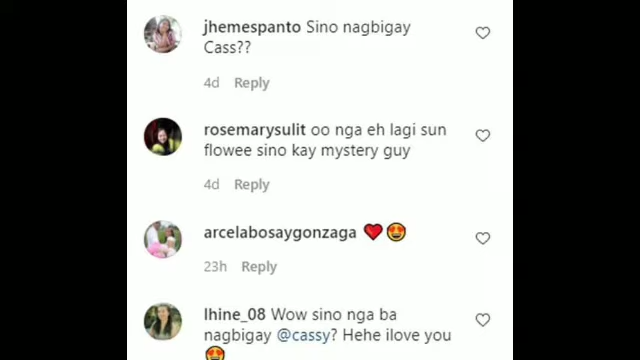 jhemespanto Sino nagbigay
Cass??
4d Reply
rosemarysulit oo nga eh lagi sun
flowee sino kay mystery guy
4d Reply
arcelabosaygonzaga ❤️😍
23h Reply
lhine_08 Wow sino nga ba
nagbigay @cassy? Hehe ilove you
😍